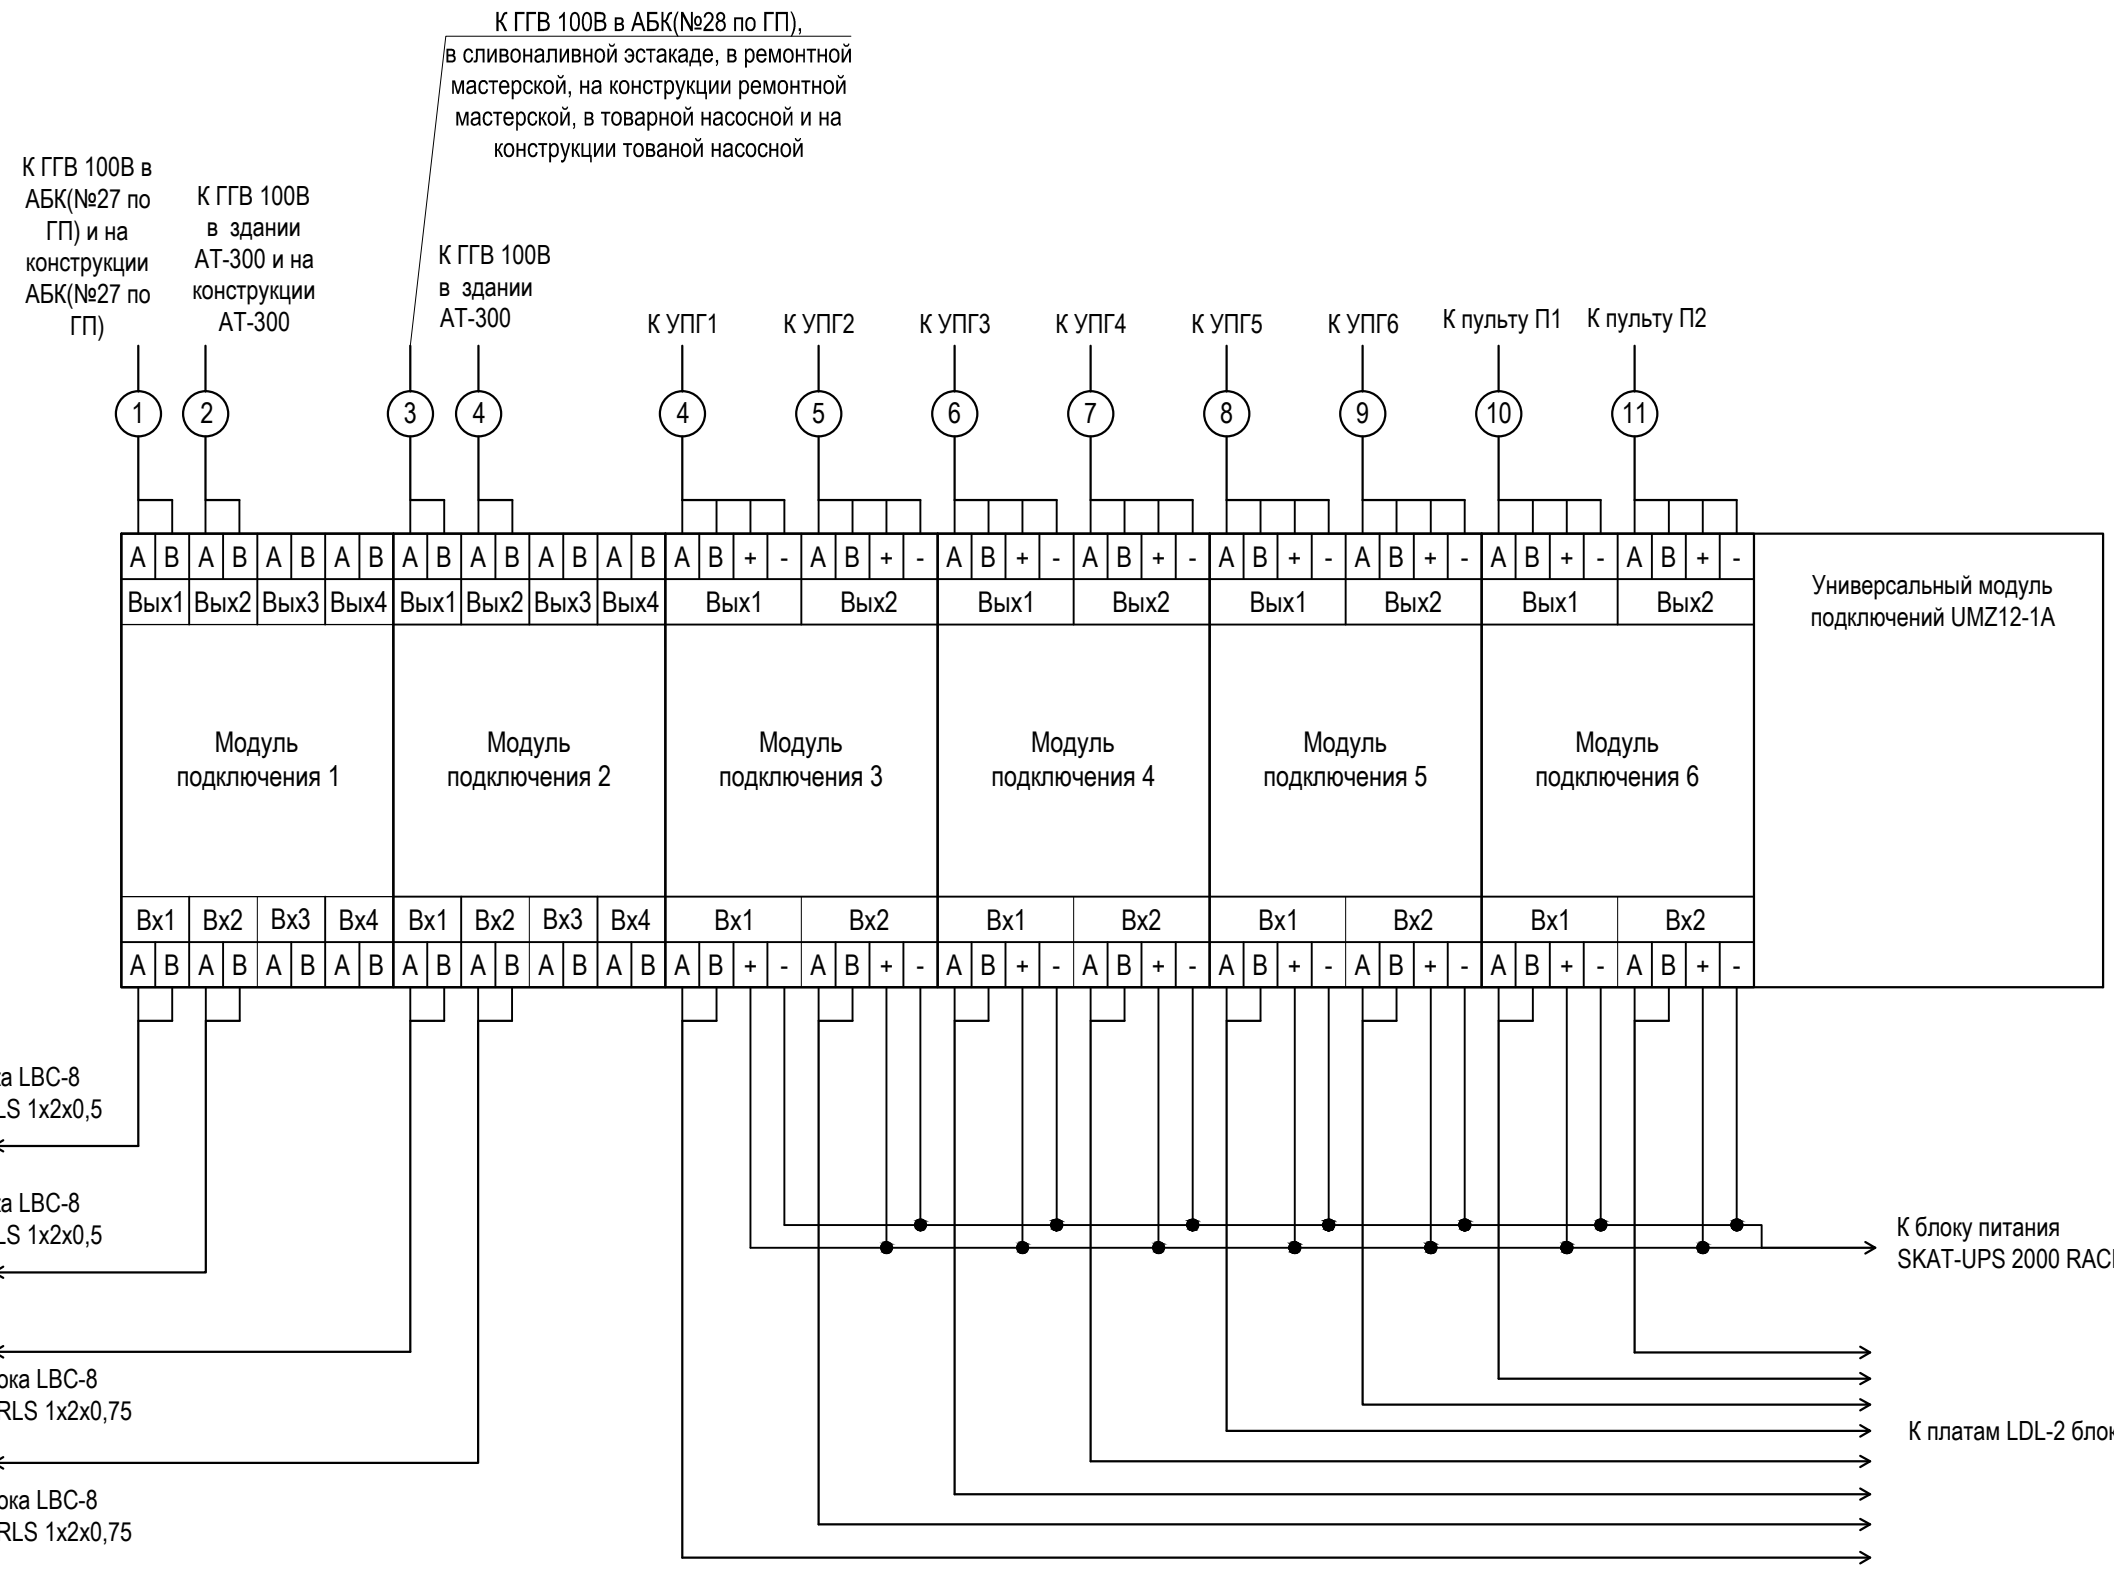 К ГГВ 100В в АБК(№28 по ГП),
в сливоналивной эстакаде, в ремонтной
мастерской, на конструкции ремонтной
мастерской, в товарной насосной и на
конструкции тованой насосной
К ГГВ 100В в
АБК(№27 по
ГП) и на
конструкции
АБК(№27 по
ГП)
К ГГВ 100В
в здании
АТ-300 и на
конструкции
АТ-300
К ГГВ 100В
в здании
АТ-300
К УПГ1
К УПГ2
К УПГ3
К УПГ4
К УПГ5
К УПГ6
К пульту П1
К пульту П2
1 2 3 4 4 5 6 7 8 9 10 11
A B A B A B A B A B A B A B A B A B + - A B + - A B + - A B + - A B + - A B + - A B + - A B + -
Вых1 Вых2 Вых3 Вых4 Вых1 Вых2 Вых3 Вых4 Вых1 Вых2 Вых1 Вых2 Вых1 Вых2 Вых1 Вых2
Универсальный модуль
подключений UMZ12-1A
Модуль
подключения 1
Модуль
подключения 2
Модуль
подключения 3
Модуль
подключения 4
Модуль
подключения 5
Модуль
подключения 6
Вх1 Вх2 Вх3 Вх4 Вх1 Вх2 Вх3 Вх4 Вх1 Вх2 Вх1 Вх2 Вх1 Вх2 Вх1 Вх2
A B A B A B A B A B A B A B A B A B + - A B + - A B + - A B + - A B + - A B + - A B + - A B + -
LBC-8
1x2x0,5
LBC-8
1x2x0,5
LBC-8
1x2x0,75
LBC-8
1x2x0,75
К блоку питания
SKAT-UPS 2000
К платам LDL-2